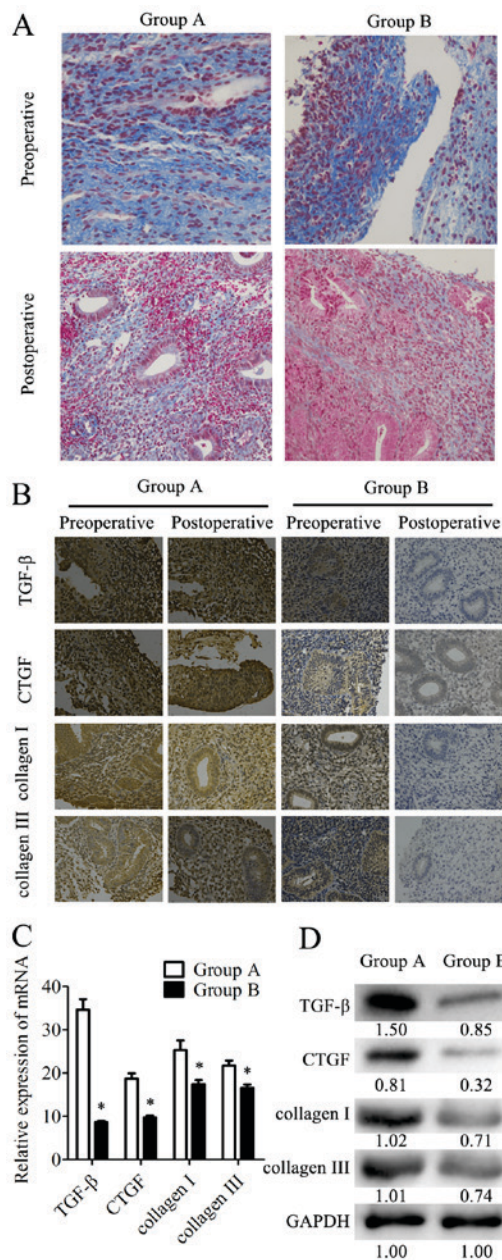 A
Group A Group B
Preoperative
Postoperative
B
Group A Group B
Preoperative Postoperative Preoperative Postoperative
TGF-β
CTGF
collagen I
collagen III
C
Relative expression of mRNA
Group A
Group B
40
30
20
10
0
* * * *
TGF-β CTGF collagen I collagen III
D
Group A Group B
TGF-β
1.50 0.85
CTGF
0.81 0.32
collagen I
1.02 0.71
collagen III
1.01 0.74
GAPDH
1.00 1.00